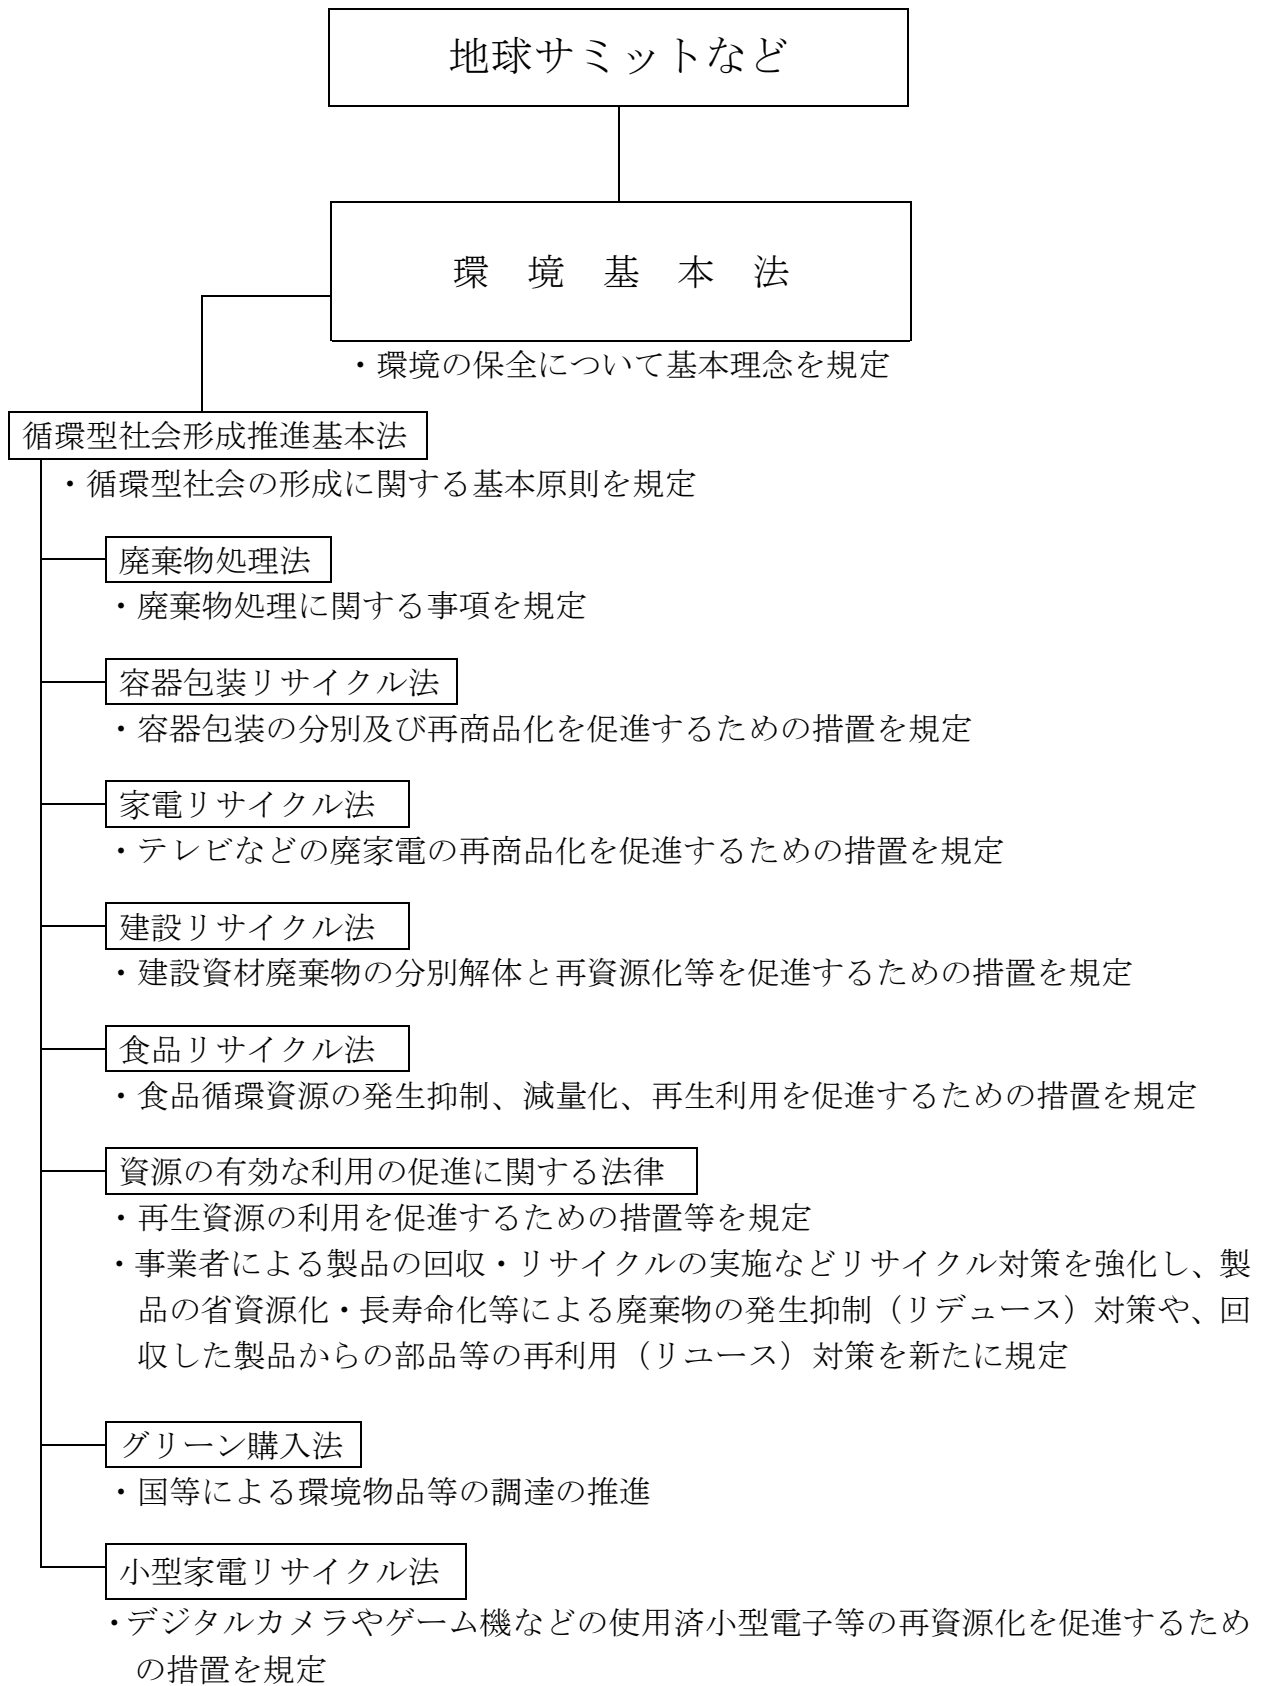 地球サミットなど
環　境　基　本　法
・環境の保全について基本理念を規定
循環型社会形成推進基本法
・循環型社会の形成に関する基本原則を規定
廃棄物処理法
・廃棄物処理に関する事項を規定
容器包装リサイクル法
・容器包装の分別及び再商品化を促進するための措置を規定
家電リサイクル法
・テレビなどの廃家電の再商品化を促進するための措置を規定
建設リサイクル法
・建設資材廃棄物の分別解体と再資源化等を促進するための措置を規定
食品リサイクル法
・食品循環資源の発生抑制、減量化、再生利用を促進するための措置を規定
資源の有効な利用の促進に関する法律
・再生資源の利用を促進するための措置等を規定
・事業者による製品の回収・リサイクルの実施などリサイクル対策を強化し、製
品の省資源化・長寿命化等による廃棄物の発生抑制（リデュース）対策や、回
収した製品からの部品等の再利用（リユース）対策を新たに規定
グリーン購入法
・国等による環境物品等の調達の推進
小型家電リサイクル法
・デジタルカメラやゲーム機などの使用済小型電子等の再資源化を促進するため
の措置を規定